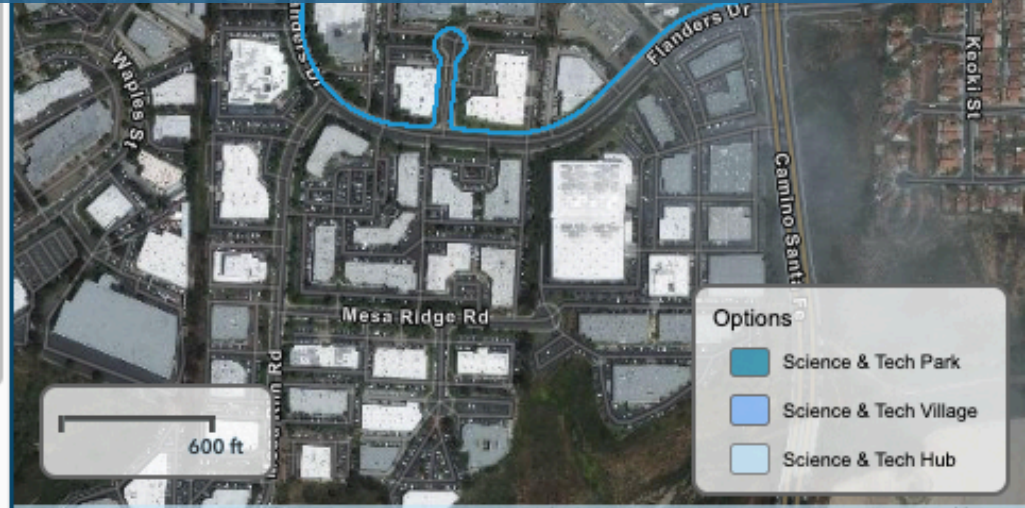 Flanders Dr
Waples St
Keoki St
Camino Santa Fe
Mesa Ridge Rd
Options
Science & Tech Park
Science & Tech Village
Science & Tech Hub
600 ft